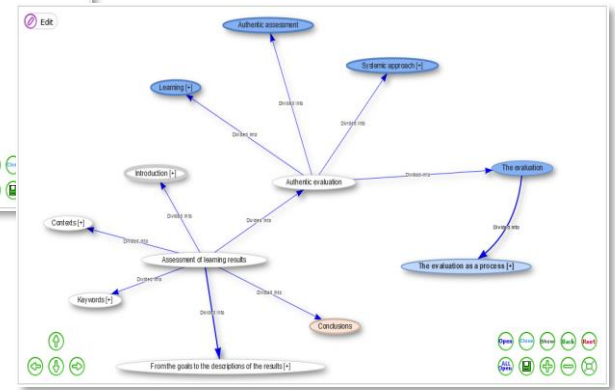 Edit
Authentic assessment
Systemic approach [+]
Learning [+]
Divided into
Divided into
Divided into
Introduction [+]
The evaluation
Divided into
Authentic evaluation
Contexts [+]
Divided into
Divided into
Divided into
Divided into
Assessment of learning results
The evaluation as a process [+]
Divided into
Divided into
Keywords [+]
Divided into
Conclusions
From the goals to the descriptions of the results [+]
Open Close Show Back Root
ALL Open